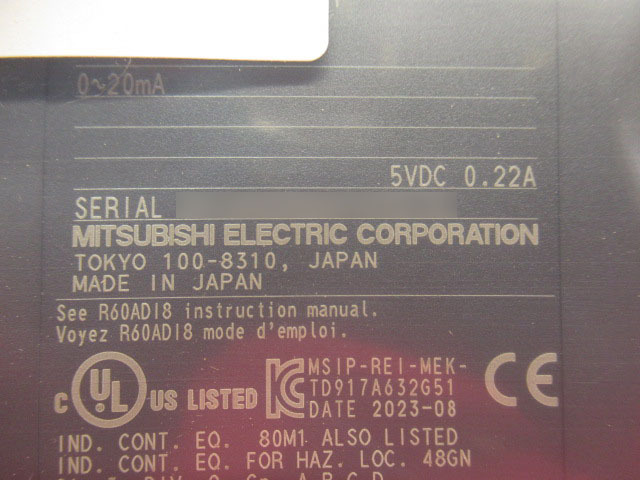 0~20mA
5VDC 0.22A
SERIAL
MITSUBISHI ELECTRIC CORPORATION
TOKYO 100-8310, JAPAN
MADE IN JAPAN
See R60ADI8 instruction manual.
Voyez R60ADI8 mode d'emploi.
MSIP-REI-MEK-
TD917A632G51
DATE 2023-08
C UL US LISTED
CE
IND. CONT. EQ. 80M1 ALSO LISTED
IND. CONT. EQ. FOR HAZ. LOC. 48GN
A,B,C,D